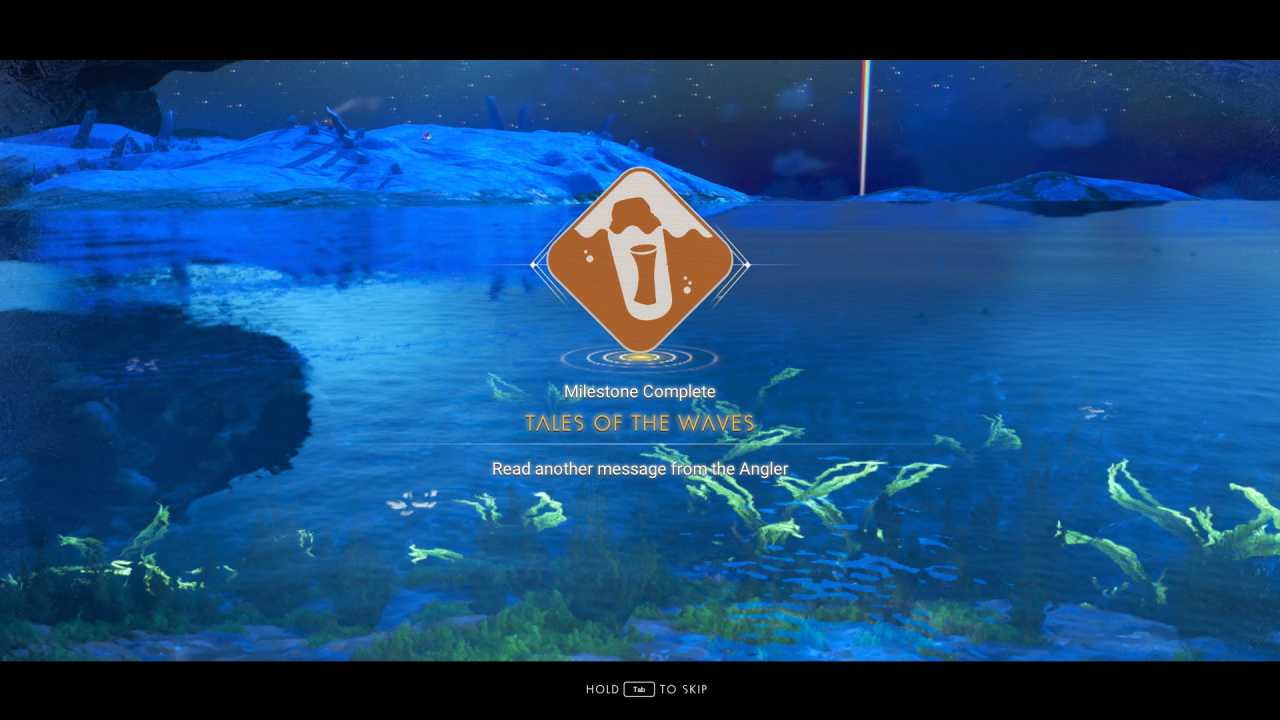 Milestone Complete
TALES OF THE WAVES
Read another message from the Angler
HOLD Tab TO SKIP